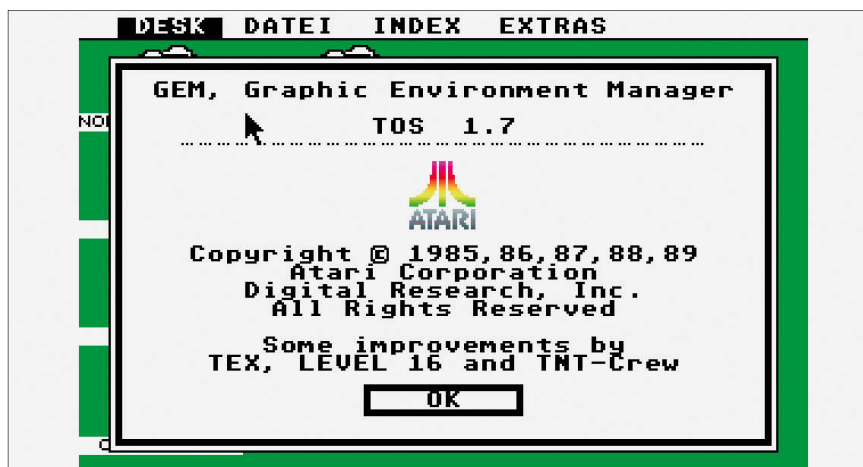 DESK DATEI INDEX EXTRAS
GEM, Graphic Environment Manager
TOS 1.7
ATARI
Copyright © 1985,86,87,88,89
Atari Corporation
Digital Research, Inc.
All Rights Reserved
Some improvements by
TEX, LEVEL 16 and TNT-Crew
OK